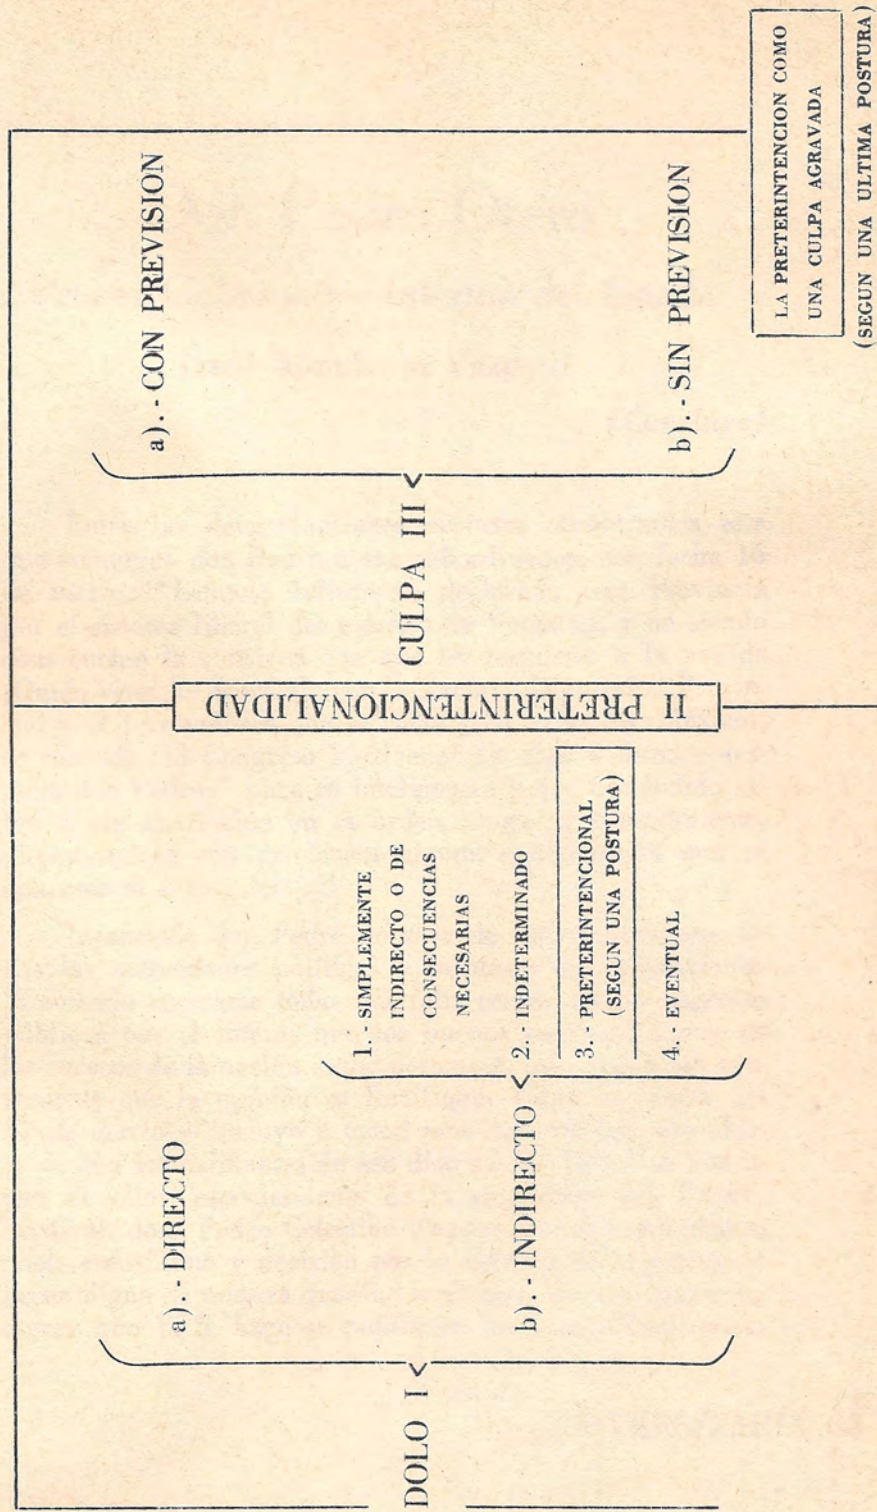 DOLO I
a). - DIRECTO
b). - INDIRECTO
1. - SIMPLEMENTE
INDIRECTO O DE
CONSECUENCIAS
NECESARIAS
2. - INDETERMINADO
3. - PRETERINTENCIONAL
(SEGUN UNA POSTURA)
4. - EVENTUAL
II PRETERINTENCIONALIDAD
CULPA III
a). - CON PREVISION
b). - SIN PREVISION
LA PRETERINTENCION COMO
UNA CULPA AGRAVADA
(SEGUN UNA ULTIMA POSTURA)